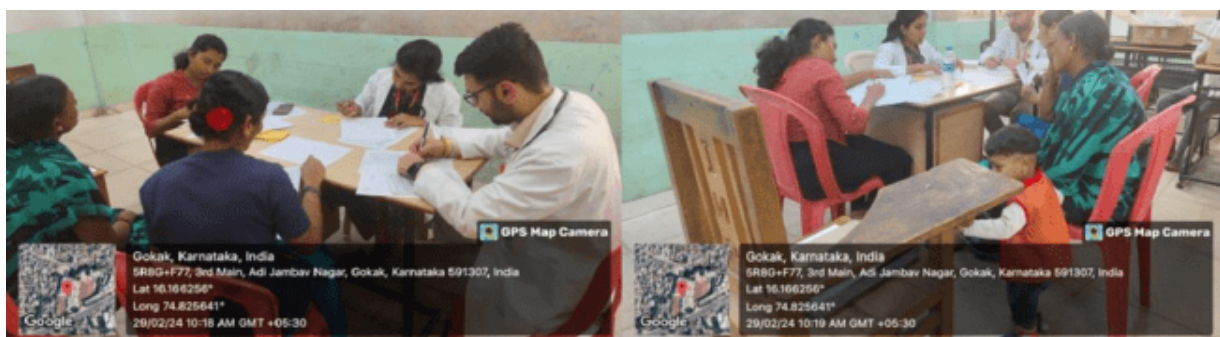 GPS Map Camera
Gokak, Karnataka, India
5R8G+F77, 3rd Main, Adi Jambav Nagar, Gokak, Karnataka 591307, India
Lat 16.166256°
Long 74.825641°
29/02/24 10:18 AM GMT +05:30
Google
GPS Map Camera
Gokak, Karnataka, India
5R8G+F77, 3rd Main, Adi Jambav Nagar, Gokak, Karnataka 591307, India
Lat 16.166256°
Long 74.825641°
29/02/24 10:19 AM GMT +05:30
Google